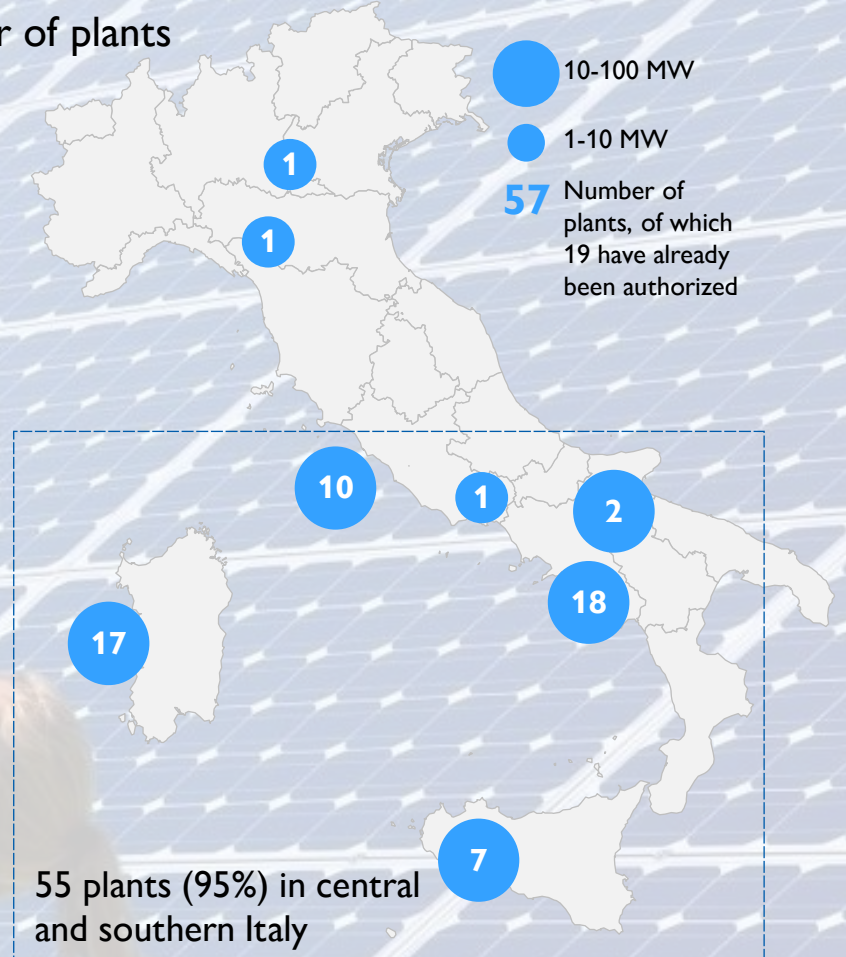 of plants
10-100 MW
1-10 MW
57
Number of
plants, of which
19 have already
been authorized
1
1
10
1
2
18
17
7
55 plants (95%) in central
and southern Italy